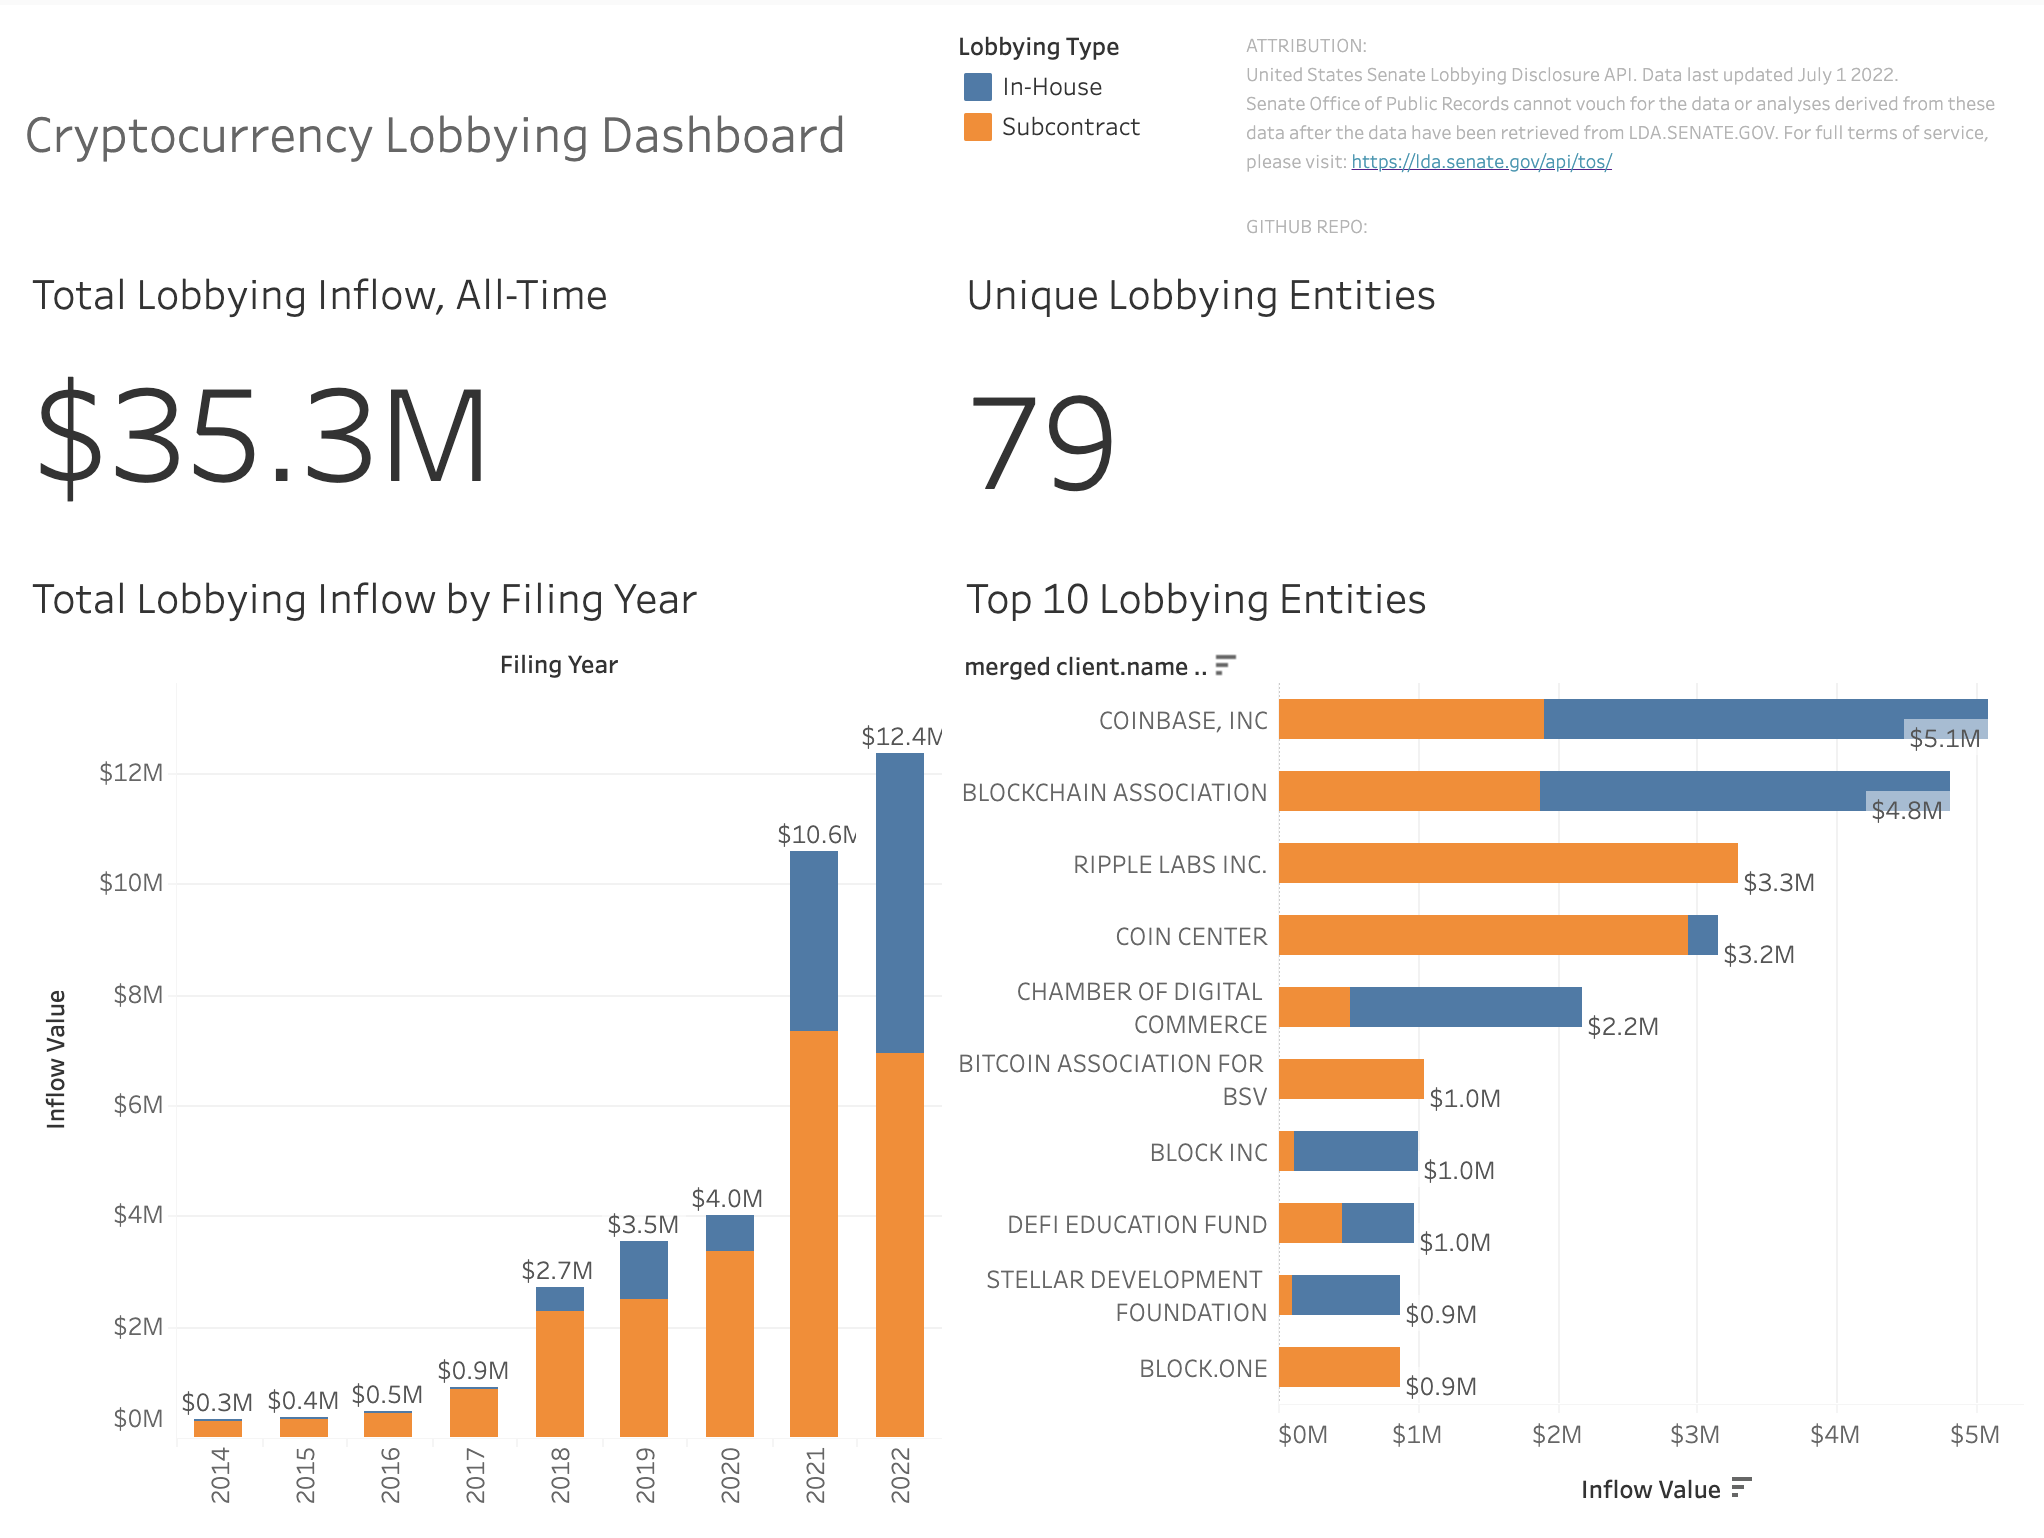 Lobbying Type
In-House
Subcontract
ATTRIBUTION:
United States Senate Lobbying Disclosure API. Data last updated July 1 2022.
Senate Office of Public Records cannot vouch for the data or analyses derived from these
data after the data have been retrieved from LDA.SENATE.GOV. For full terms of service,
please visit: https://lda.senate.gov/api/tos/
GITHUB REPO:
Cryptocurrency Lobbying Dashboard
Total Lobbying Inflow, All-Time
$35.3M
Unique Lobbying Entities
79
Total Lobbying Inflow by Filing Year
Filing Year
Inflow Value
$12M
$10M
$8M
$6M
$4M
$2M
$0M
$0.3M
$0.4M
$0.5M
$0.9M
$2.7M
$3.5M
$4.0M
$10.6M
$12.4M
2014
2015
2016
2017
2018
2019
2020
2021
2022
Top 10 Lobbying Entities
merged client.name ..
COINBASE, INC
$5.1M
BLOCKCHAIN ASSOCIATION
$4.8M
RIPPLE LABS INC.
$3.3M
COIN CENTER
$3.2M
CHAMBER OF DIGITAL
COMMERCE
$2.2M
BITCOIN ASSOCIATION FOR
BSV
$1.0M
BLOCK INC
$1.0M
DEFI EDUCATION FUND
$1.0M
STELLAR DEVELOPMENT
FOUNDATION
$0.9M
BLOCK.ONE
$0.9M
$0M
$1M
$2M
$3M
$4M
$5M
Inflow Value